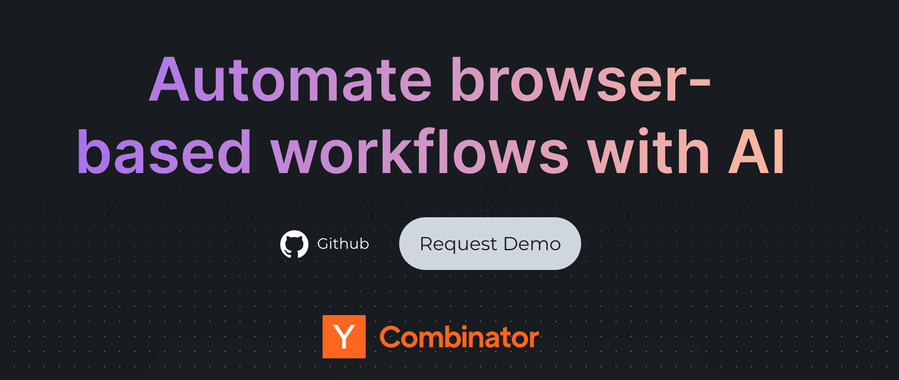 Automate browser-
based workflows with AI
Github
Request Demo
Y Combinator